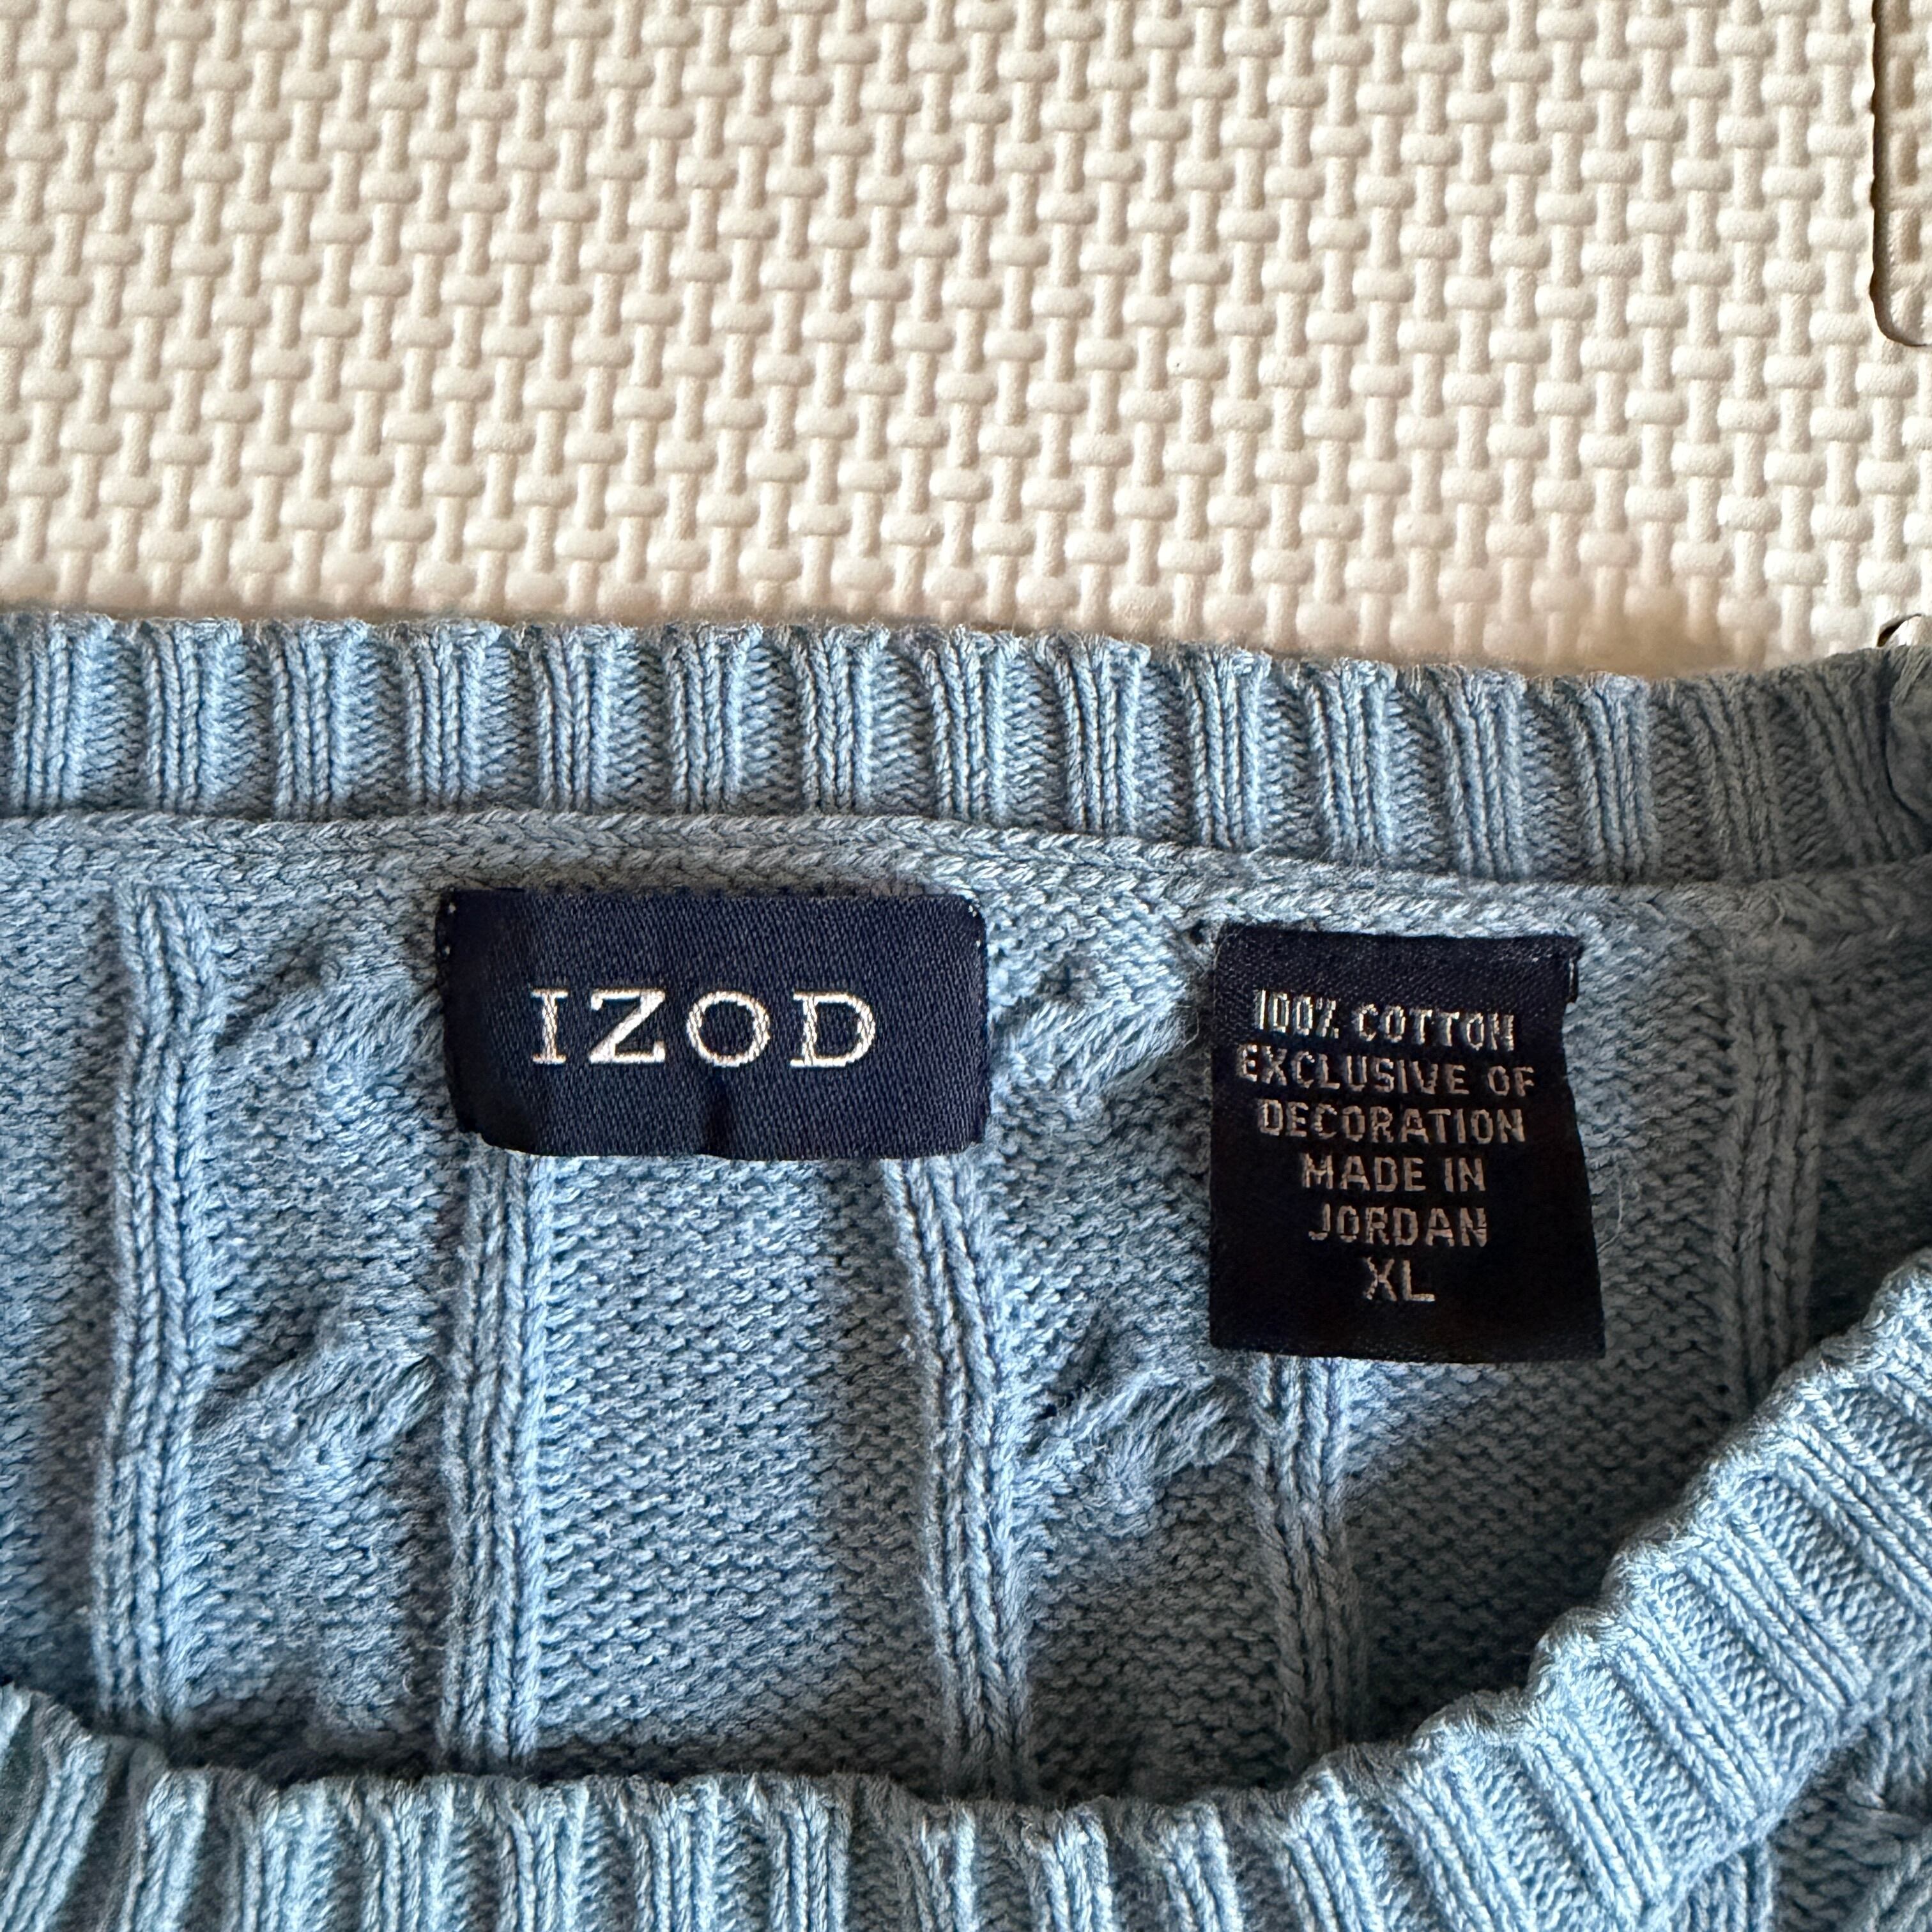 IZOD
100% COTTON
EXCLUSIVE OF
DECORATION
MADE IN
JORDAN
XL